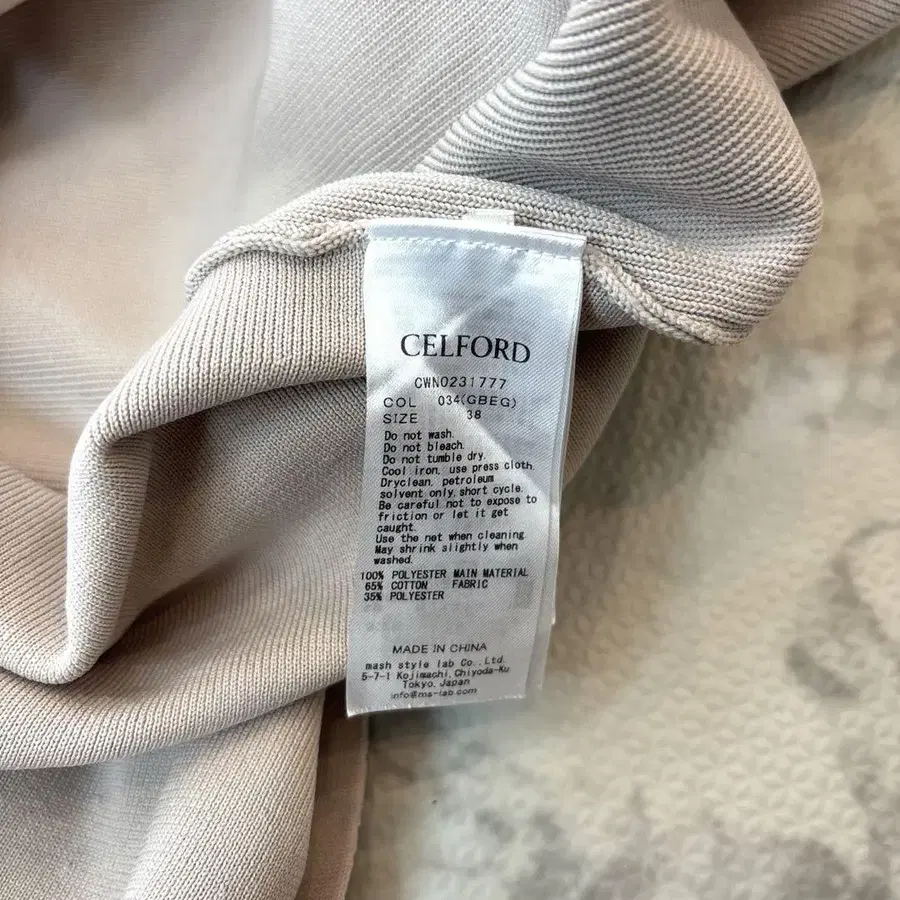 CELFORD
CWNO231777
COL 034(GBEG)
SIZE 38
Do not wash.
Do not bleach.
Do not tumble dry.
Cool iron, use press cloth.
Dryclean, petroleum
solvent only, short cycle.
Be careful not to expose to
friction or let it get
caught.
Use the net when cleaning
May shrink slightly when
washed.
100% POLYESTER MAIN MATERIAL
65% COTTON FABRIC
35% POLYESTER
MADE IN CHINA
mash style lab Co., Ltd.
5-7-1 Kojimachi, Chiyoda-Ku
Tokyo, Japan
info@ms-lab.com